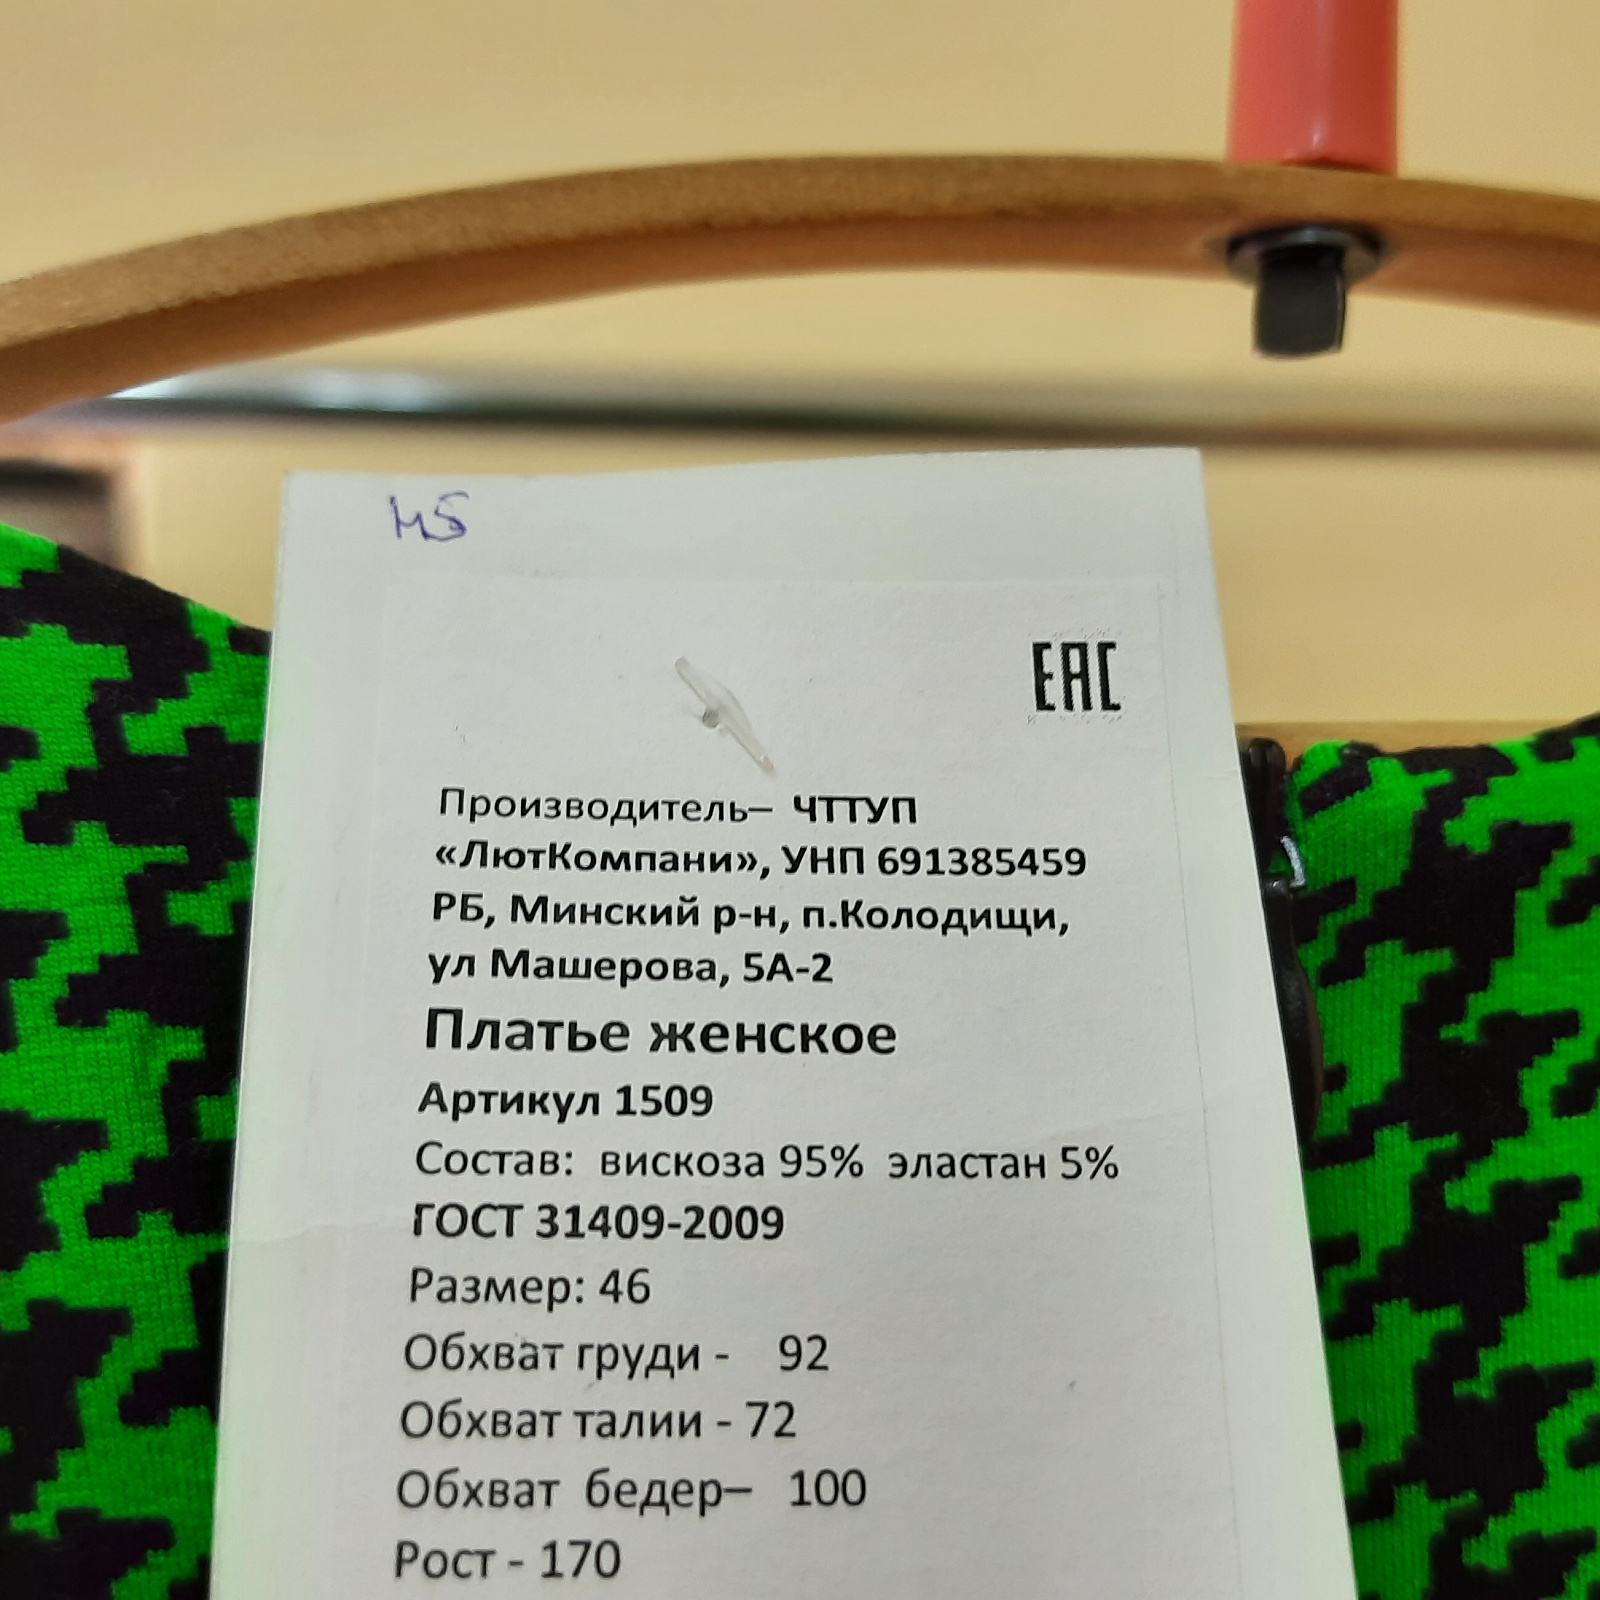 EAC
Производитель– ЧТТУП
«ЛютКомпани», УНП 691385459
РБ, Минский р-н, п.Колодищи,
ул Машерова, 5А-2
Платье женское
Артикул 1509
Состав: вискоза 95% эластан 5%
ГОСТ 31409-2009
Размер: 46
Обхват груди - 92
Обхват талии - 72
Обхват бедер– 100
Рост - 170